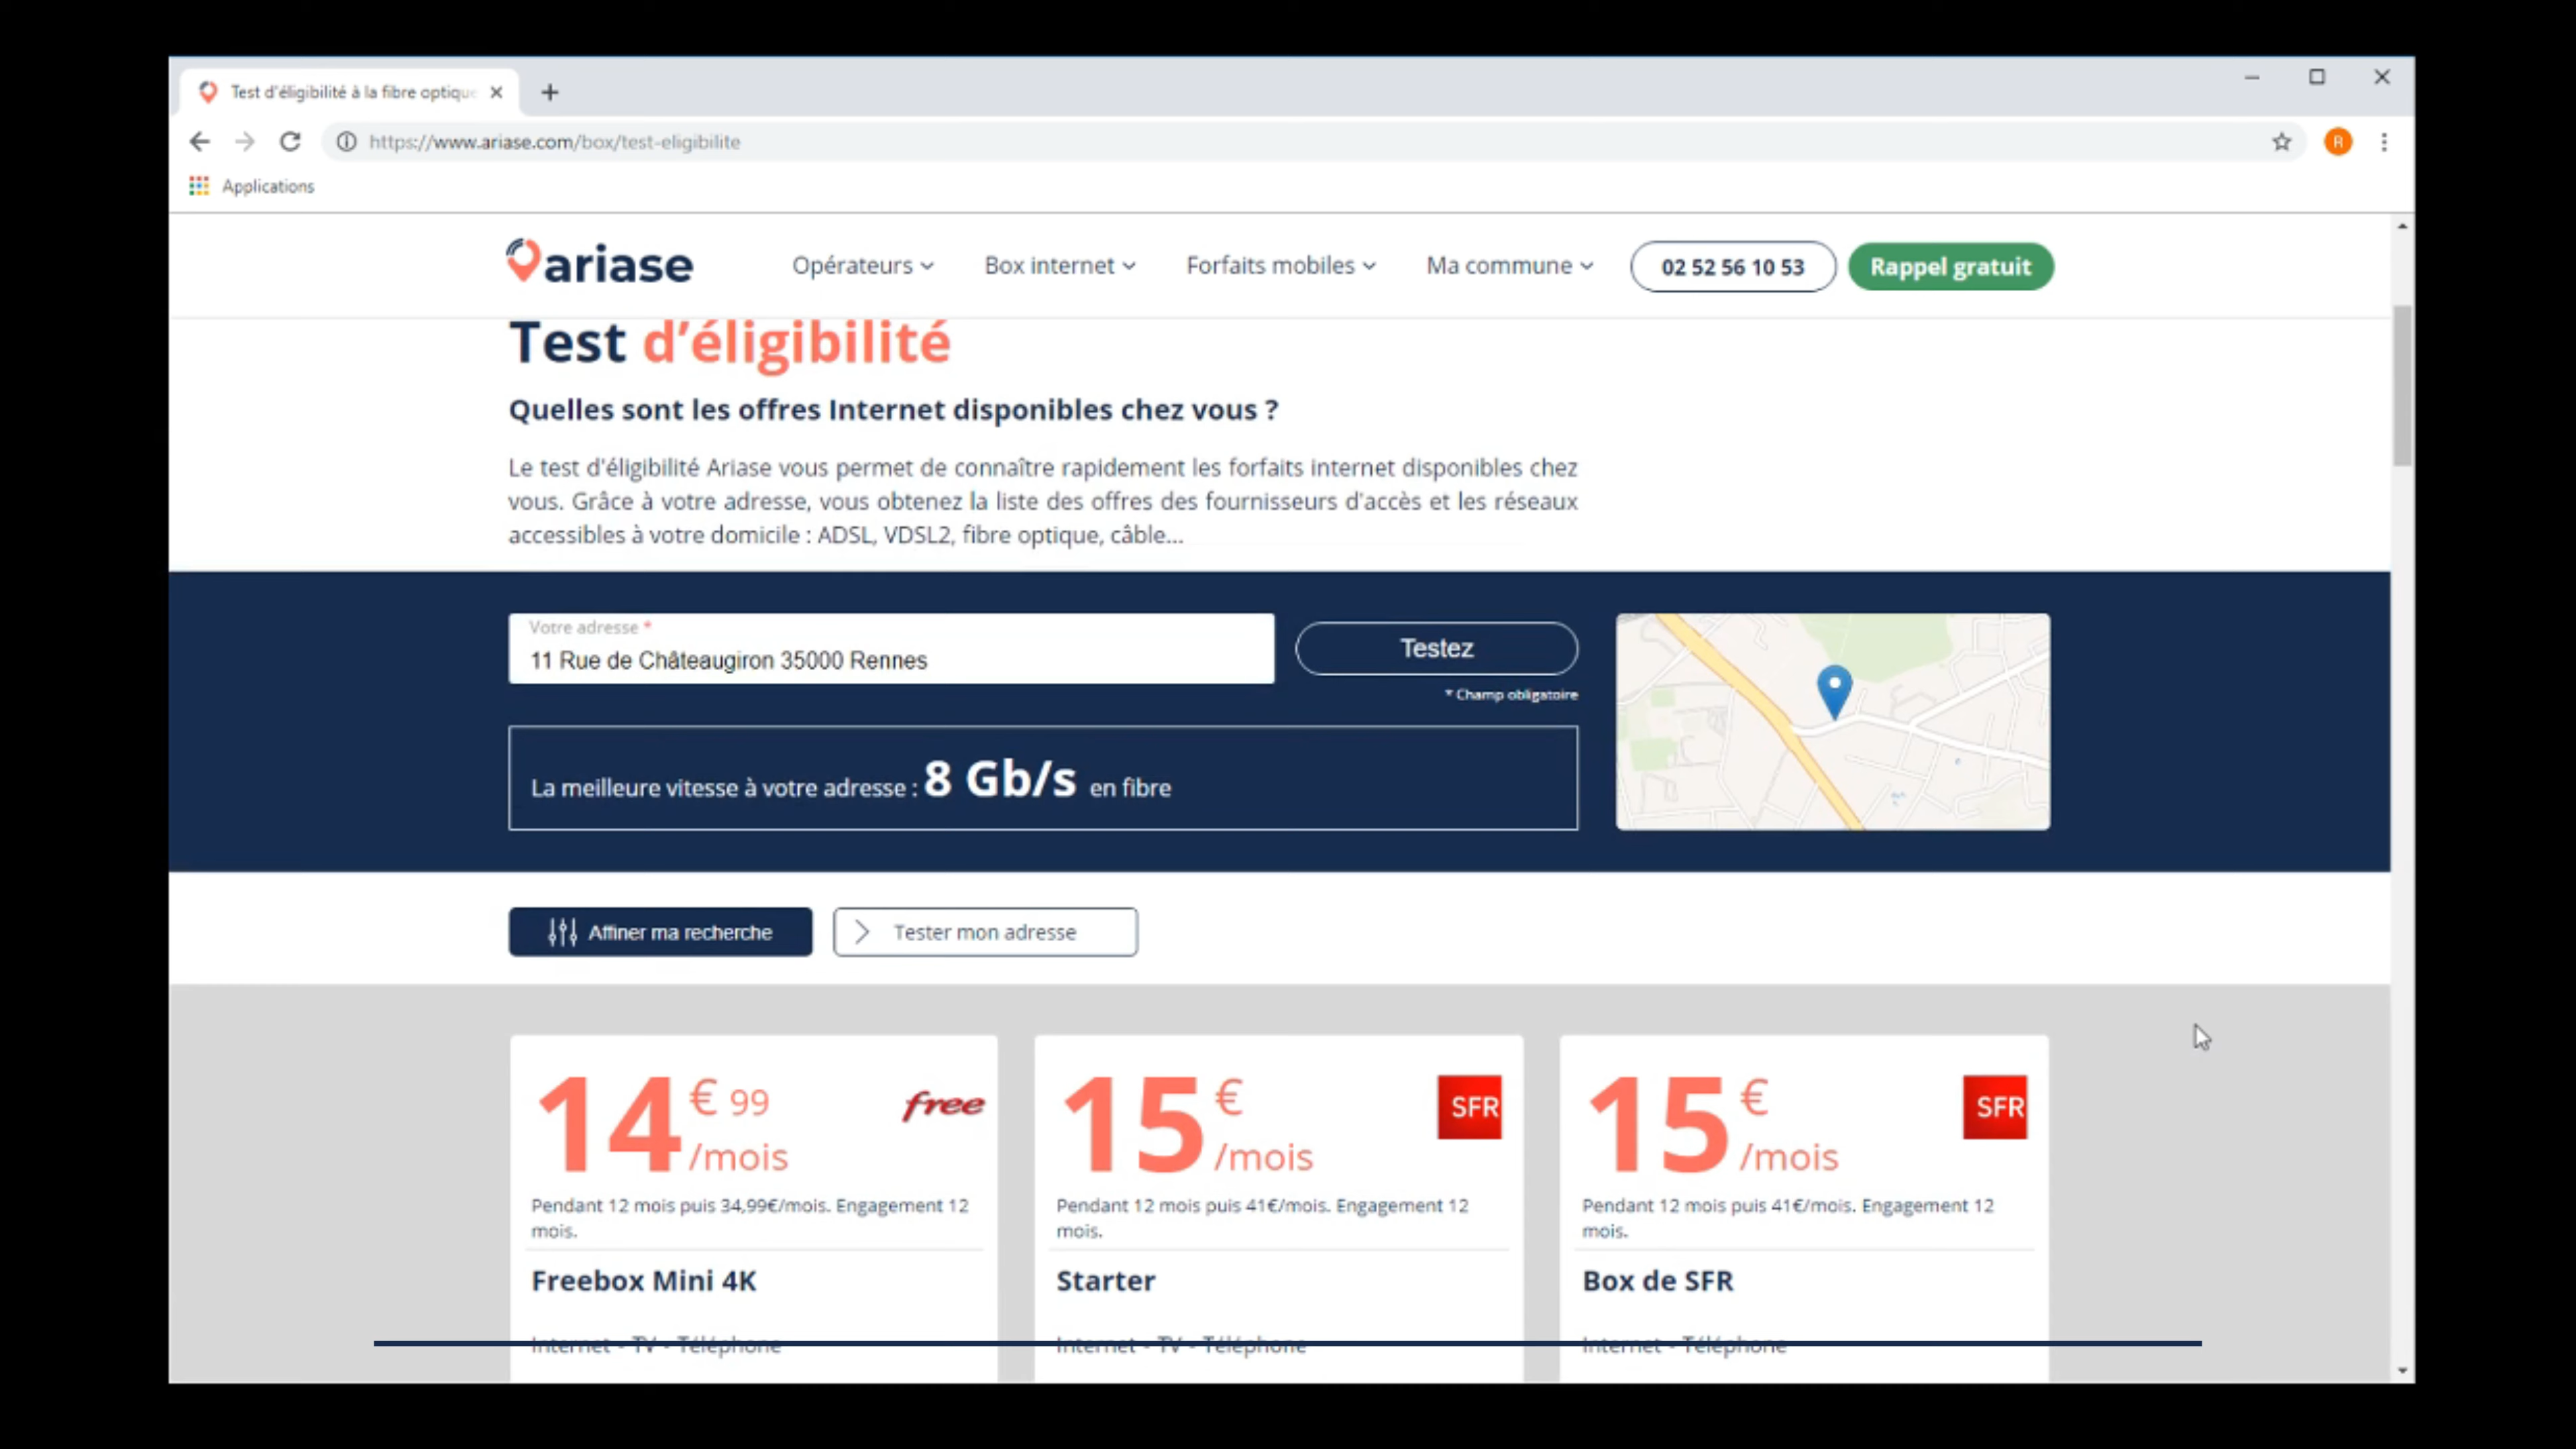 Test d'éligibilité à la fibre optique
https://www.ariase.com/box/test-eligibilite
R
Applications
ariase
Opérateurs
Box internet
Forfaits mobiles
Ma commune
02 52 56 10 53
Rappel gratuit
Test d'éligibilité
Quelles sont les offres Internet disponibles chez vous ?
Le test d'éligibilité Ariase vous permet de connaître rapidement les forfaits internet disponibles chez
vous. Grâce à votre adresse, vous obtenez la liste des offres des fournisseurs d'accès et les réseaux
accessibles à votre domicile : ADSL, VDSL2, fibre optique, câble...
Votre adresse *
11 Rue de Châteaugiron 35000 Rennes
Testez
* Champ obligatoire
La meilleure vitesse à votre adresse : 8 Gb/s en fibre
Affiner ma recherche
Tester mon adresse
14 € 99 /mois
free
Pendant 12 mois puis 34,99€/mois. Engagement 12
mois.
Freebox Mini 4K
Internet - TV - Téléphone
15 € /mois
SFR
Pendant 12 mois puis 41€/mois. Engagement 12
mois.
Starter
Internet - TV - Téléphone
15 € /mois
SFR
Pendant 12 mois puis 41€/mois. Engagement 12
mois.
Box de SFR
Internet - Téléphone